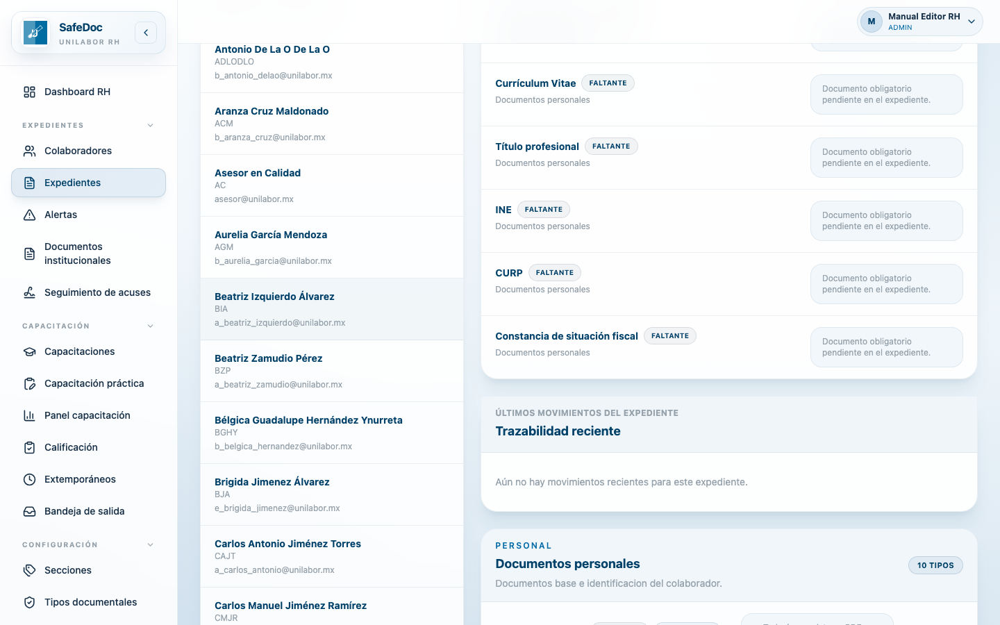 SafeDoc
UNILABOR RH
Dashboard RH
EXPEDIENTES
Colaboradores
Expedientes
Alertas
Documentos
institucionales
Seguimiento de acuses
CAPACITACIÓN
Capacitaciones
Capacitación práctica
Panel capacitación
Calificación
Extemporáneos
Bandeja de salida
CONFIGURACIÓN
Secciones
Tipos documentales
M
Manual Editor RH
ADMIN
Antonio De La O De La O
ADLODLO
b_antonio_delao@unilabor.mx
Aranza Cruz Maldonado
ACM
b_aranza_cruz@unilabor.mx
Asesor en Calidad
AC
asesor@unilabor.mx
Aurelia García Mendoza
AGM
b_aurelia_garcia@unilabor.mx
Beatriz Izquierdo Álvarez
BIA
a_beatriz_izquierdo@unilabor.mx
Beatriz Zamudio Pérez
BZP
a_beatriz_zamudio@unilabor.mx
Bélgica Guadalupe Hernández Ynurreta
BGHY
b_belgica_hernandez@unilabor.mx
Brigida Jimenez Álvarez
BJA
e_brigida_jimenez@unilabor.mx
Carlos Antonio Jiménez Torres
CAJT
a_carlos_antonio@unilabor.mx
Carlos Manuel Jiménez Ramírez
CMJR
Currículum Vitae FALTANTE
Documentos personales
Documento obligatorio
pendiente en el expediente.
Título profesional FALTANTE
Documentos personales
Documento obligatorio
pendiente en el expediente.
INE FALTANTE
Documentos personales
Documento obligatorio
pendiente en el expediente.
CURP FALTANTE
Documentos personales
Documento obligatorio
pendiente en el expediente.
Constancia de situación fiscal FALTANTE
Documentos personales
Documento obligatorio
pendiente en el expediente.
ÚLTIMOS MOVIMIENTOS DEL EXPEDIENTE
Trazabilidad reciente
Aún no hay movimientos recientes para este expediente.
PERSONAL
Documentos personales
10 TIPOS
Documentos base e identificacion del colaborador.